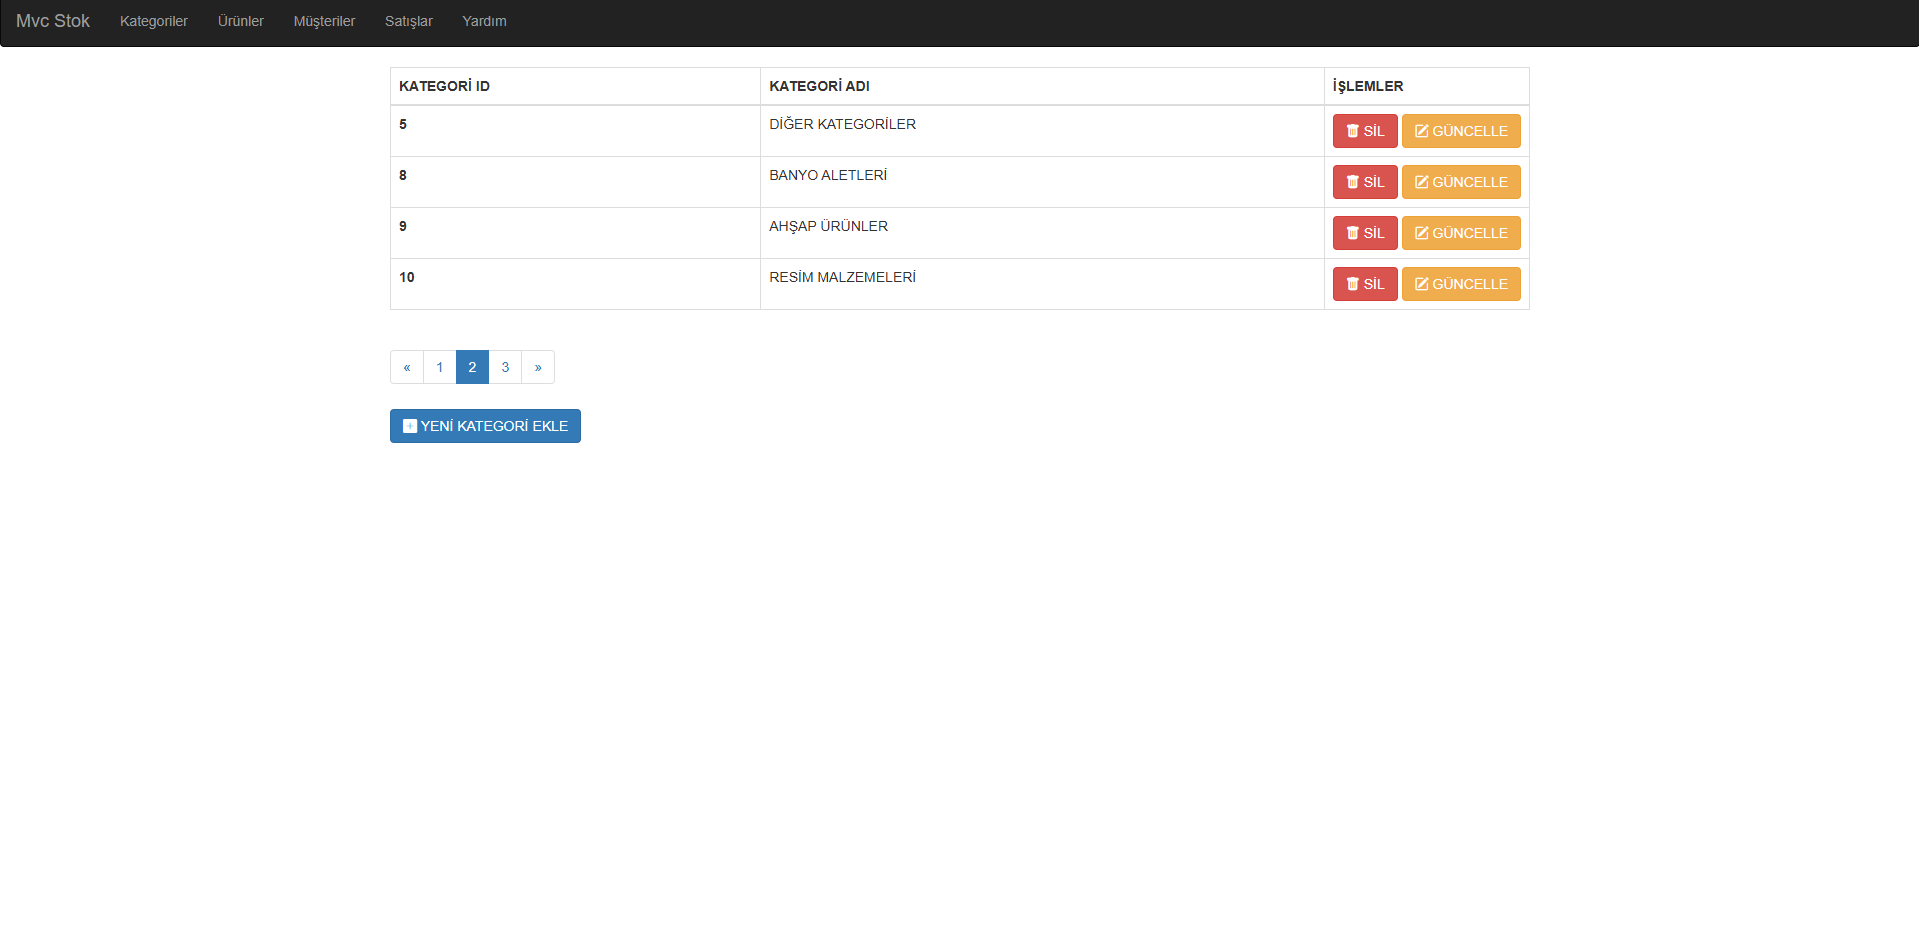 Mvc Stok Kategoriler Ürünler Müşteriler Satışlar Yardım
KATEGORİ ID KATEGORİ ADI İŞLEMLER
5 DİĞER KATEGORİLER SİL GÜNCELLE
8 BANYO ALETLERİ SİL GÜNCELLE
9 AHŞAP ÜRÜNLER SİL GÜNCELLE
10 RESİM MALZEMELERİ SİL GÜNCELLE
« 1 2 3 »
YENİ KATEGORİ EKLE